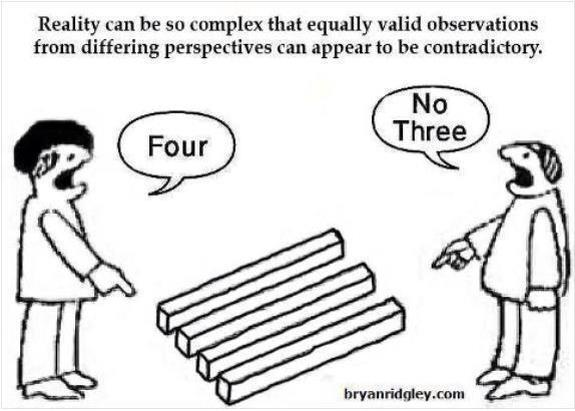 Reality can be so complex that equally valid observations
from differing perspectives can appear to be contradictory.
Four
No
Three
bryanridgley.com